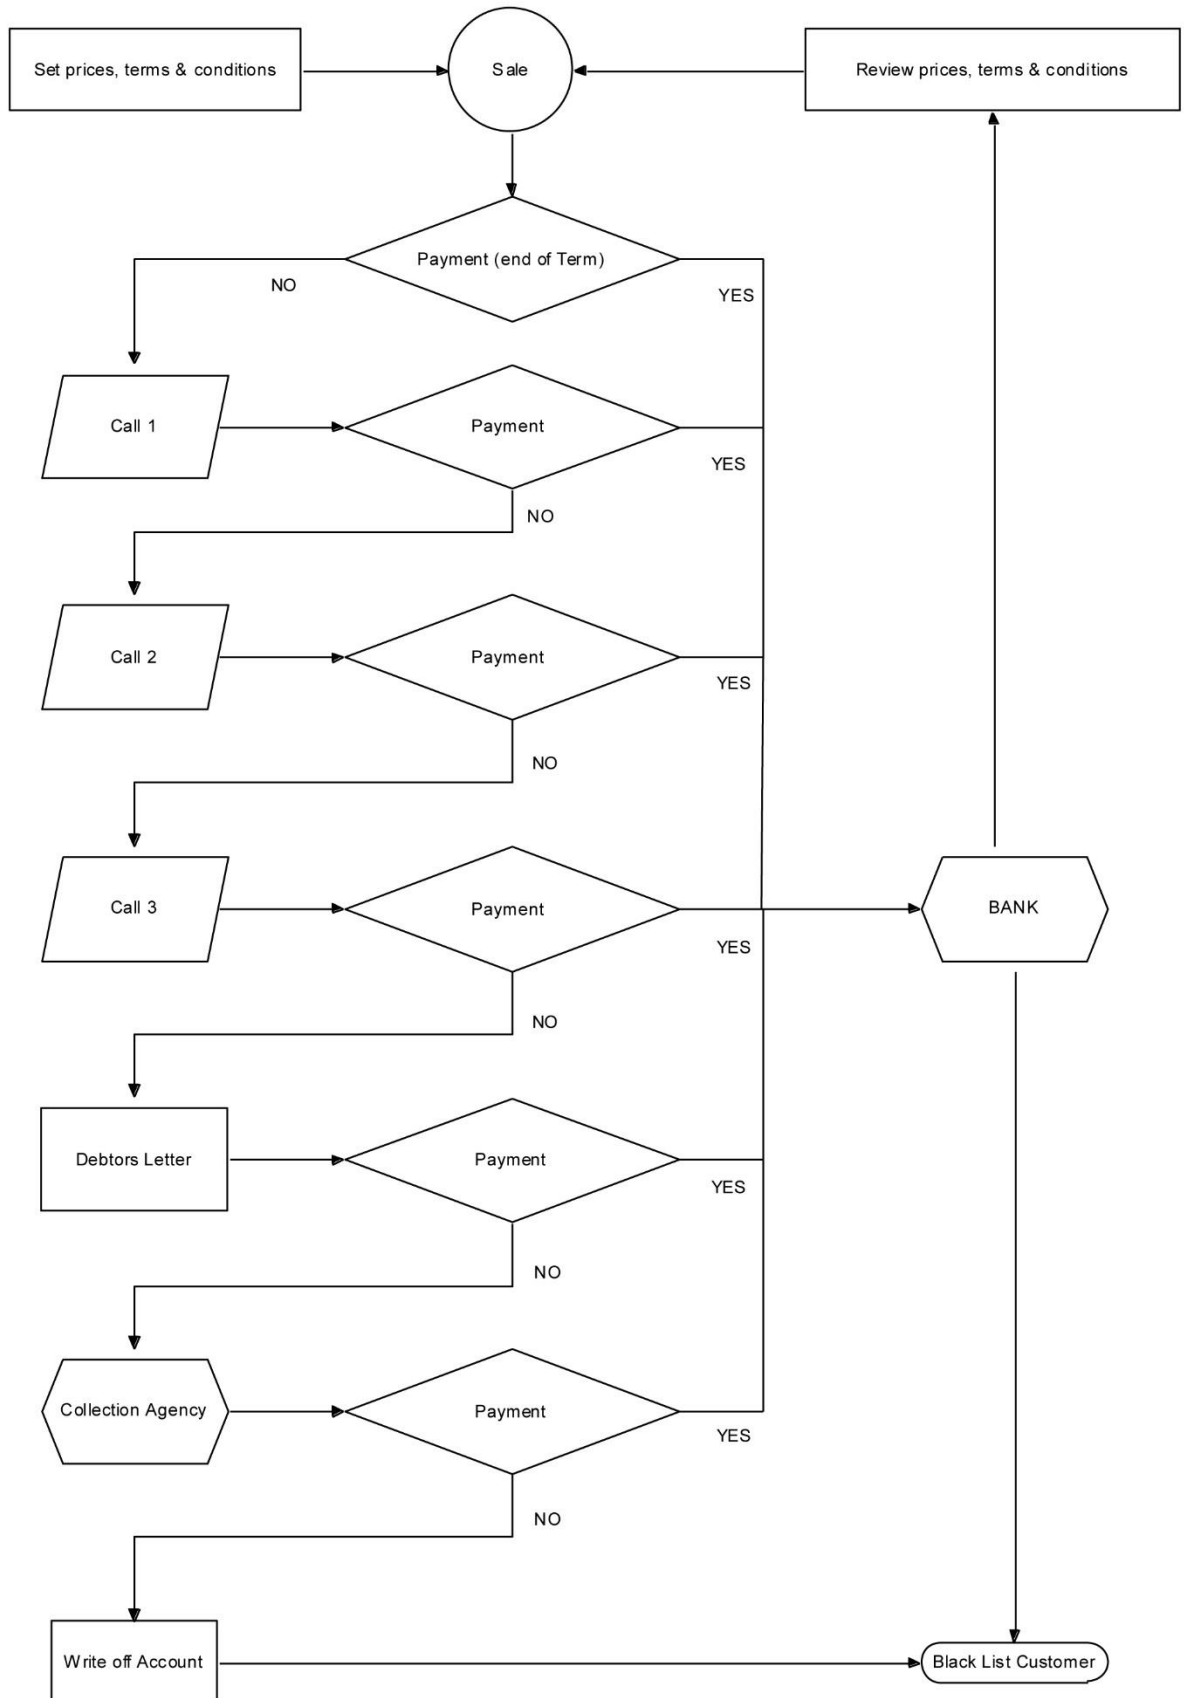 Set prices, terms & conditions
Sale
Review prices, terms & conditions
Payment (end of Term)
NO
YES
Call 1
Payment
YES
NO
Call 2
Payment
YES
NO
Call 3
Payment
BANK
YES
NO
Debtors Letter
Payment
YES
NO
Collection Agency
Payment
YES
NO
Write off Account
Black List Customer